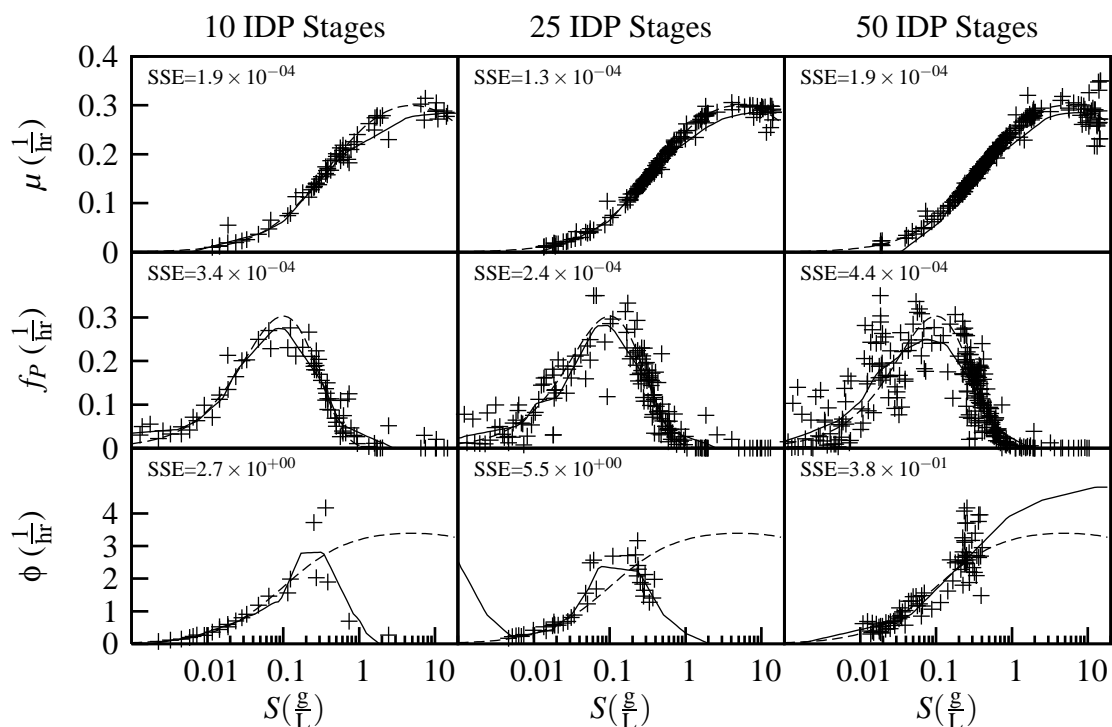 10 IDP Stages 25 IDP Stages 50 IDP Stages
μ (1/hr)
0.4
0.3
0.2
0.1
0
SSE=1.9 × 10⁻⁰⁴ SSE=1.3 × 10⁻⁰⁴ SSE=1.9 × 10⁻⁰⁴
f_P (1/hr)
0.3
0.2
0.1
0
SSE=3.4 × 10⁻⁰⁴ SSE=2.4 × 10⁻⁰⁴ SSE=4.4 × 10⁻⁰⁴
ϕ (1/hr)
4
3
2
1
0
SSE=2.7 × 10⁺⁰⁰ SSE=5.5 × 10⁺⁰⁰ SSE=3.8 × 10⁻⁰¹
0.01 0.1 1 10 0.01 0.1 1 10 0.01 0.1 1 10
S(g/L) S(g/L) S(g/L)